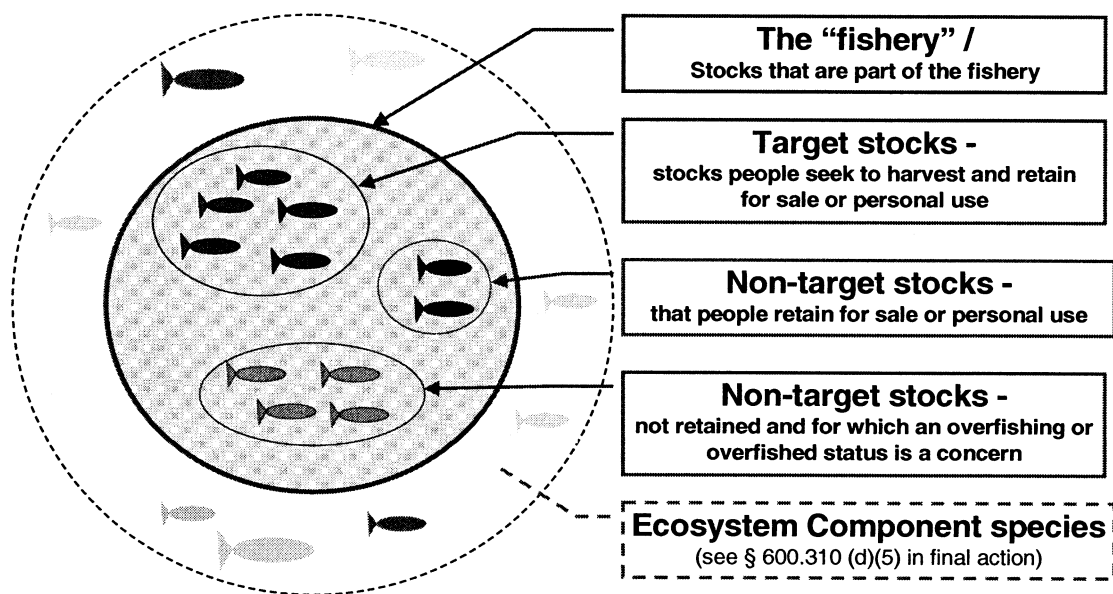 The “fishery” /
Stocks that are part of the fishery
Target stocks -
stocks people seek to harvest and retain
for sale or personal use
Non-target stocks -
that people retain for sale or personal use
Non-target stocks -
not retained and for which an overfishing or
overfished status is a concern
Ecosystem Component species
(see § 600.310 (d)(5) in final action)